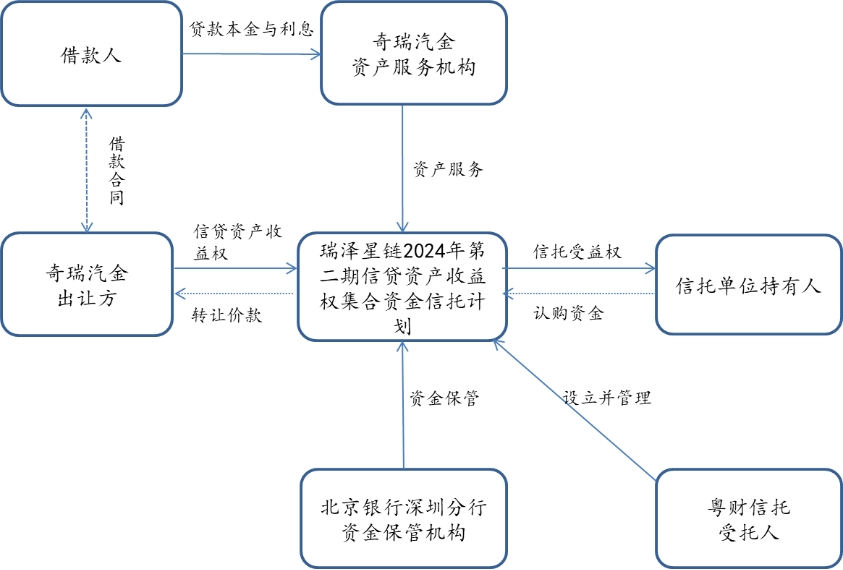 贷款本金与利息
借款人
奇瑞汽金
资产服务机构
借款合同
资产服务
信贷资产收
益权
奇瑞汽金
出让方
转让价款
瑞泽星链2024年第
二期信贷资产收益
权集合资金信托计
划
信托受益权
认购资金
信托单位持有人
资金保管
设立并管理
北京银行深圳分行
资金保管机构
粤财信托
受托人